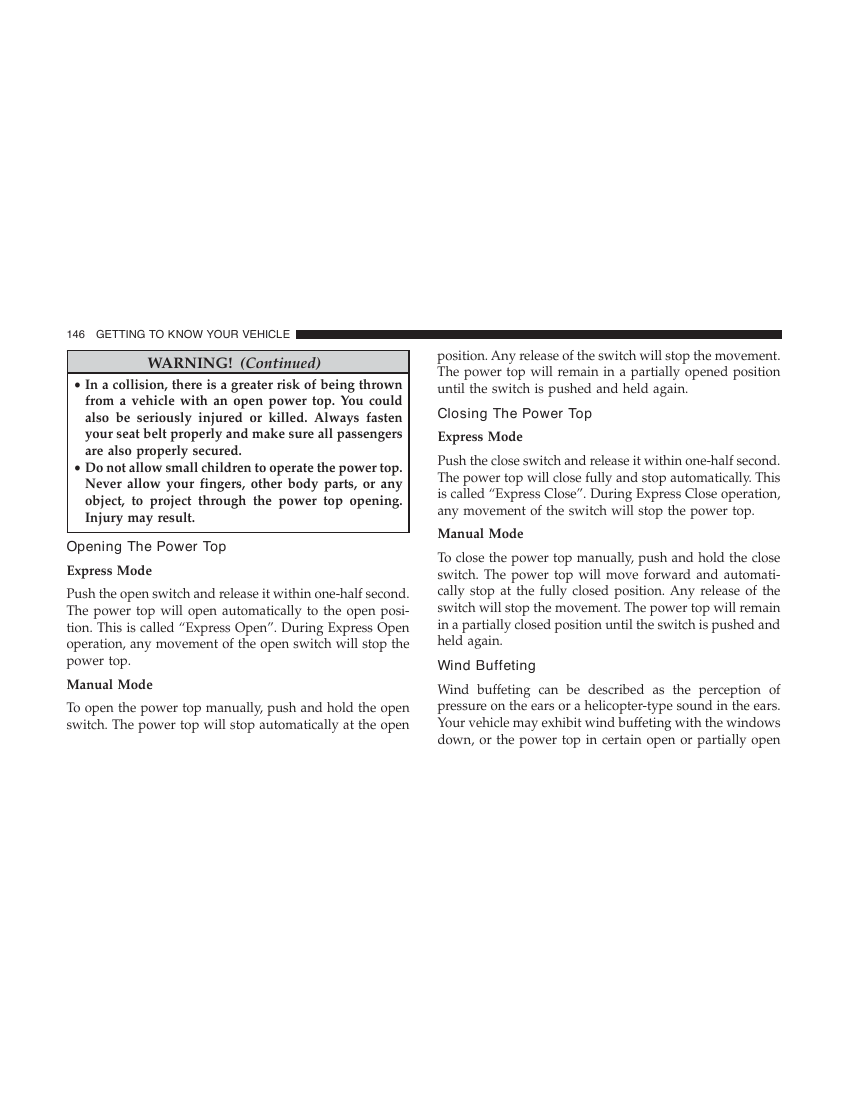 146 GETTING TO KNOW YOUR VEHICLE
WARNING! (Continued)
• In a collision, there is a greater risk of being thrown
from a vehicle with an open power top. You could
also be seriously injured or killed. Always fasten
your seat belt properly and make sure all passengers
are also properly secured.
• Do not allow small children to operate the power top.
Never allow your fingers, other body parts, or any
object, to project through the power top opening.
Injury may result.
Opening The Power Top
Express Mode
Push the open switch and release it within one-half second.
The power top will open automatically to the open posi-
tion. This is called “Express Open”. During Express Open
operation, any movement of the open switch will stop the
power top.
Manual Mode
To open the power top manually, push and hold the open
switch. The power top will stop automatically at the open
position. Any release of the switch will stop the movement.
The power top will remain in a partially opened position
until the switch is pushed and held again.
Closing The Power Top
Express Mode
Push the close switch and release it within one-half second.
The power top will close fully and stop automatically. This
is called “Express Close”. During Express Close operation,
any movement of the switch will stop the power top.
Manual Mode
To close the power top manually, push and hold the close
switch. The power top will move forward and automati-
cally stop at the fully closed position. Any release of the
switch will stop the movement. The power top will remain
in a partially closed position until the switch is pushed and
held again.
Wind Buffeting
Wind buffeting can be described as the perception of
pressure on the ears or a helicopter-type sound in the ears.
Your vehicle may exhibit wind buffeting with the windows
down, or the power top in certain open or partially open